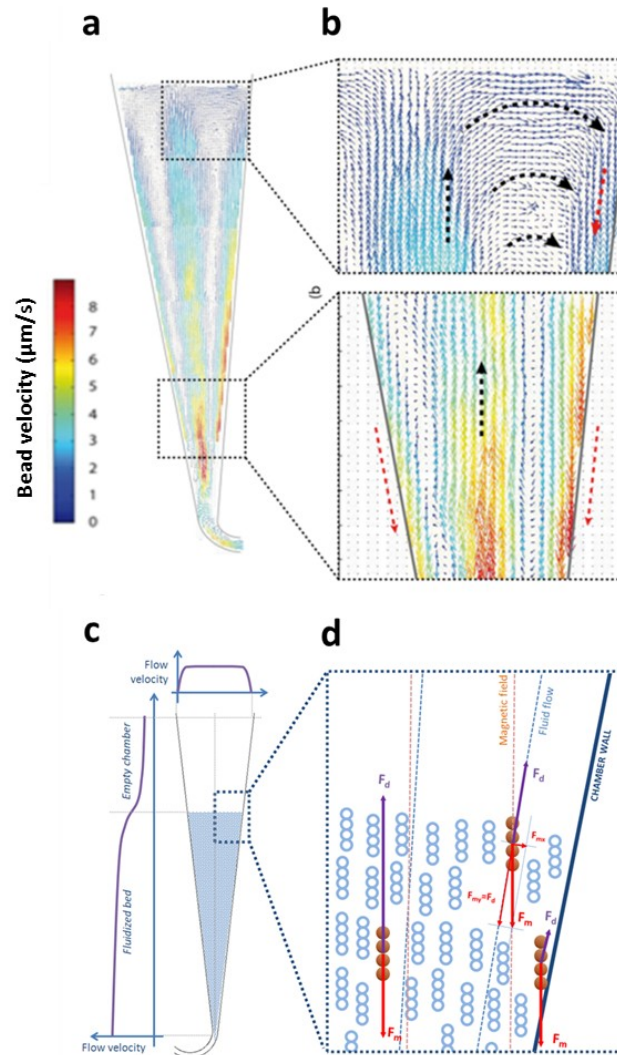 a
b
Bead velocity (µm/s)
8
7
6
5
4
3
2
1
0
b)
c
Flow
velocity
Empty chamber
Fluidized bed
Flow velocity
d
Magnetic field
Fluid flow
CHAMBER WALL
Fd
Fd
Fmx
Fmy=Fd
Fm
Fd
Fm
Fm